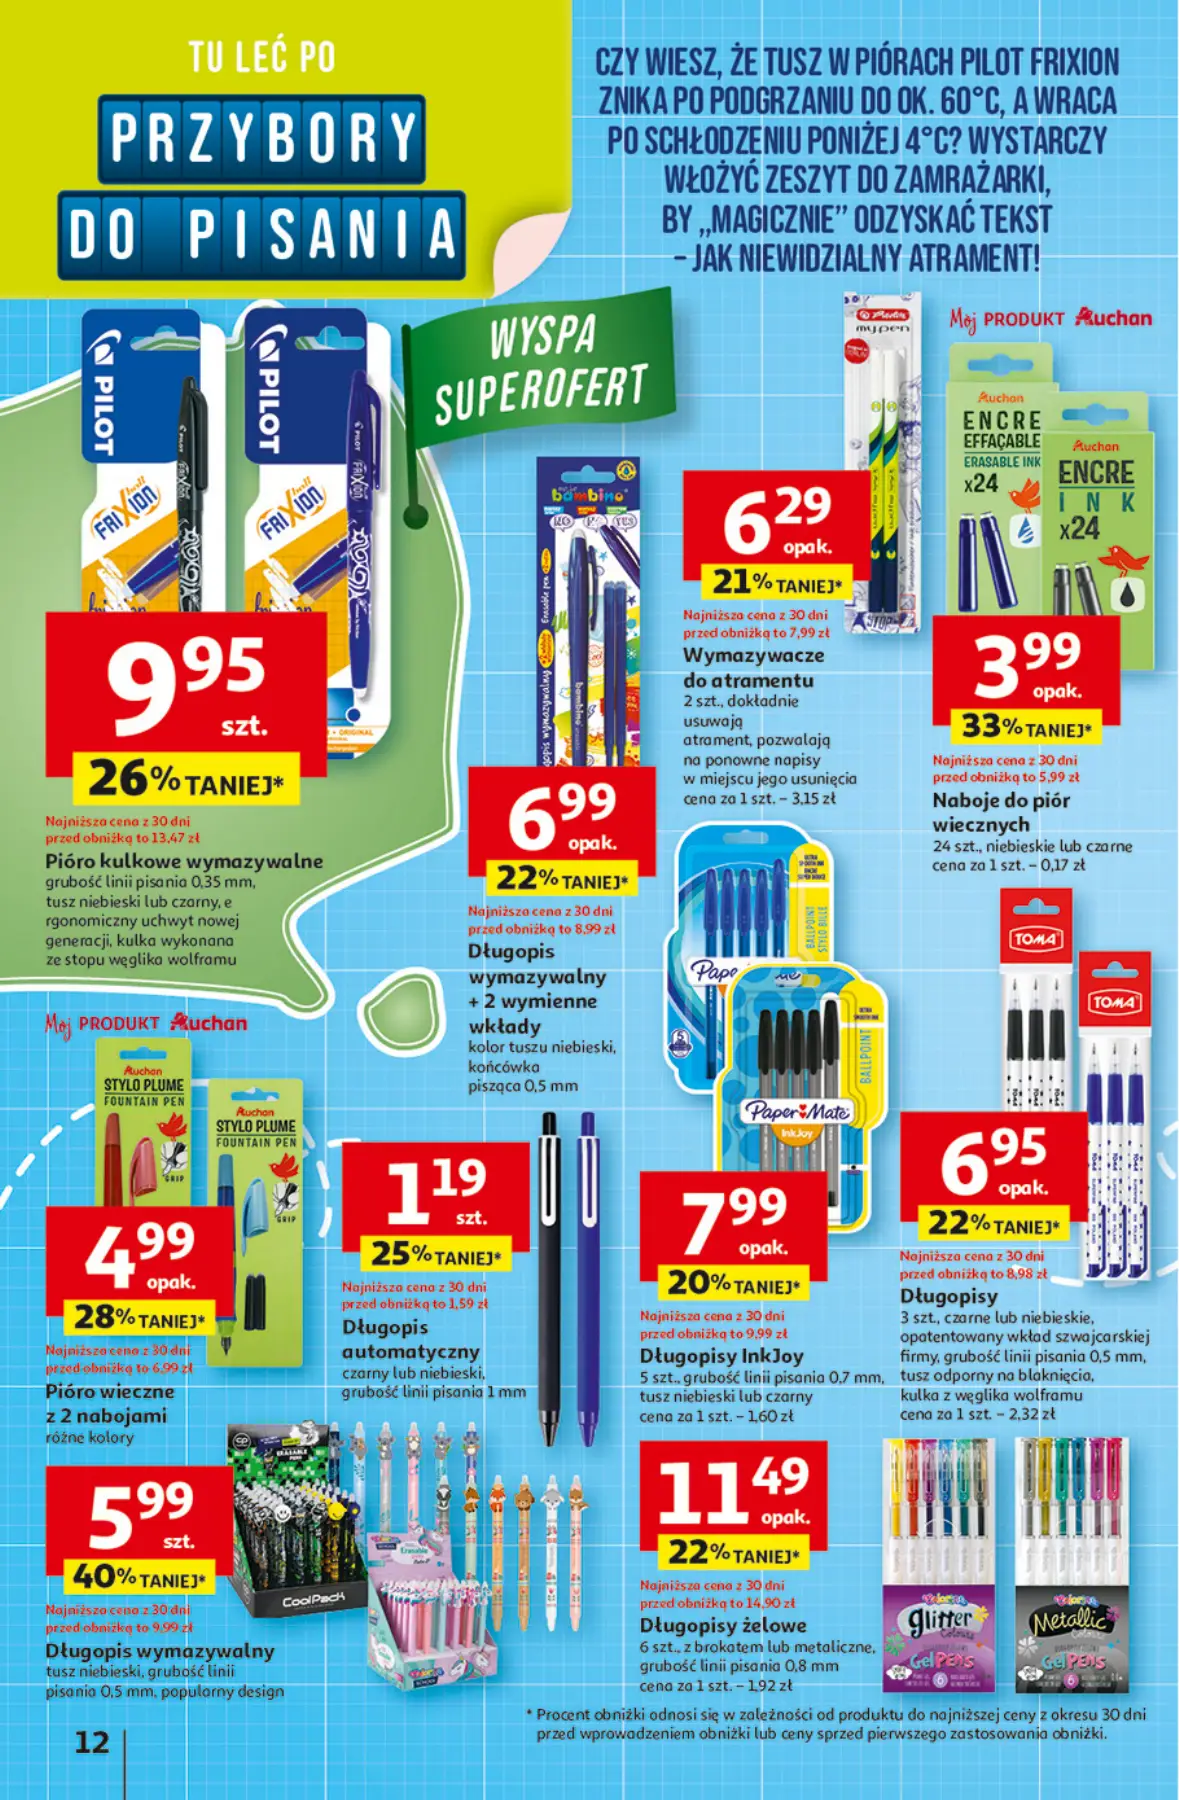 TU LEĆ PO
PRZYBORY
DO PISANIA
CZY WIESZ, ŻE TUSZ W PIÓRACH PILOT FRIXION
ZNIKA PO PODGRZANIU DO OK. 60°C, A WRACA
PO SCHŁODZENIU PONIŻEJ 4°C? WYSTARCZY
WŁOŻYĆ ZESZYT DO ZAMRAŻARKI,
BY „MAGICZNIE” ODZYSKAĆ TEKST
– JAK NIEWIDZIALNY ATRAMENT!
WYSPA
SUPEROFERT
PILOT
FRIXION
ball
PILOT
FRIXION
ball
9 95
szt.
26% TANIEJ*
Najniższa cena z 30 dni
przed obniżką to 13,47 zł
Pióro kulkowe wymazywalne
grubość linii pisania 0,35 mm,
tusz niebieski lub czarny, e
rgonomiczny uchwyt nowej
generacji, kulka wykonana
ze stopu węglika wolframu
bambino
Erasable pen
Długopis wymazywalny
6 99
opak.
22% TANIEJ*
Najniższa cena z 30 dni
przed obniżką to 8,99 zł
Długopis
wymazywalny
+ 2 wymienne
wkłady
kolor tuszu niebieski,
końcówka
pisząca 0,5 mm
Herlitz
my.pen
6 29
opak.
21% TANIEJ*
Najniższa cena z 30 dni
przed obniżką to 7,99 zł
Wymazywacze
do atramentu
2 szt., dokładnie
usuwają
atrament, pozwalają
na ponowne napisy
w miejscu jego usunięcia
cena za 1 szt. – 3,15 zł
Mój PRODUKT Auchan
Auchan
ENCRE
EFFAÇABLE
ERASABLE INK
x24
Auchan
ENCRE
INK
x24
3 99
opak.
33% TANIEJ*
Najniższa cena z 30 dni
przed obniżką to 5,99 zł
Naboje do piór
wiecznych
24 szt., niebieskie lub czarne
cena za 1 szt. – 0,17 zł
Mój PRODUKT Auchan
STYLO PLUME
FOUNTAIN PEN
GRIP
Auchan
STYLO PLUME
FOUNTAIN PEN
GRIP
4 99
opak.
28% TANIEJ*
Najniższa cena z 30 dni
przed obniżką to 6,99 zł
Pióro wieczne
z 2 nabojami
różne kolory
1 19
szt.
25% TANIEJ*
Najniższa cena z 30 dni
przed obniżką to 1,59 zł
Długopis
automatyczny
czarny lub niebieski,
grubość linii pisania 1 mm
BALLPOINT
STYLO BILLE
Paper Mate
InkJoy
BALLPOINT
7 99
opak.
20% TANIEJ*
Najniższa cena z 30 dni
przed obniżką to 9,99 zł
Długopisy InkJoy
5 szt., grubość linii pisania 0,7 mm,
tusz niebieski lub czarny
cena za 1 szt. – 1,60 zł
TOMA
TOMA
6 95
opak.
22% TANIEJ*
Najniższa cena z 30 dni
przed obniżką to 8,98 zł
Długopisy
3 szt., czarne lub niebieskie,
opatentowany wkład szwajcarskiej
firmy, grubość linii pisania 0,5 mm,
tusz odporny na blaknięcia,
kulka z węglika wolframu
cena za 1 szt. – 2,32 zł
CoolPack
Erasable
5 99
szt.
40% TANIEJ*
Najniższa cena z 30 dni
przed obniżką to 9,99 zł
Długopis wymazywalny
tusz niebieski, grubość linii
pisania 0,5 mm, popularny design
11 49
opak.
22% TANIEJ*
Najniższa cena z 30 dni
przed obniżką to 14,90 zł
Długopisy żelowe
6 szt., z brokatem lub metaliczne,
grubość linii pisania 0,8 mm
cena za 1 szt. – 1,92 zł
Colorino
glitter
Gel PENS
6
Colorino
Metallic
Gel PENS
6
* Procent obniżki odnosi się w zależności od produktu do najniższej ceny z okresu 30 dni
przed wprowadzeniem obniżki lub ceny sprzed pierwszego zastosowania obniżki.
12